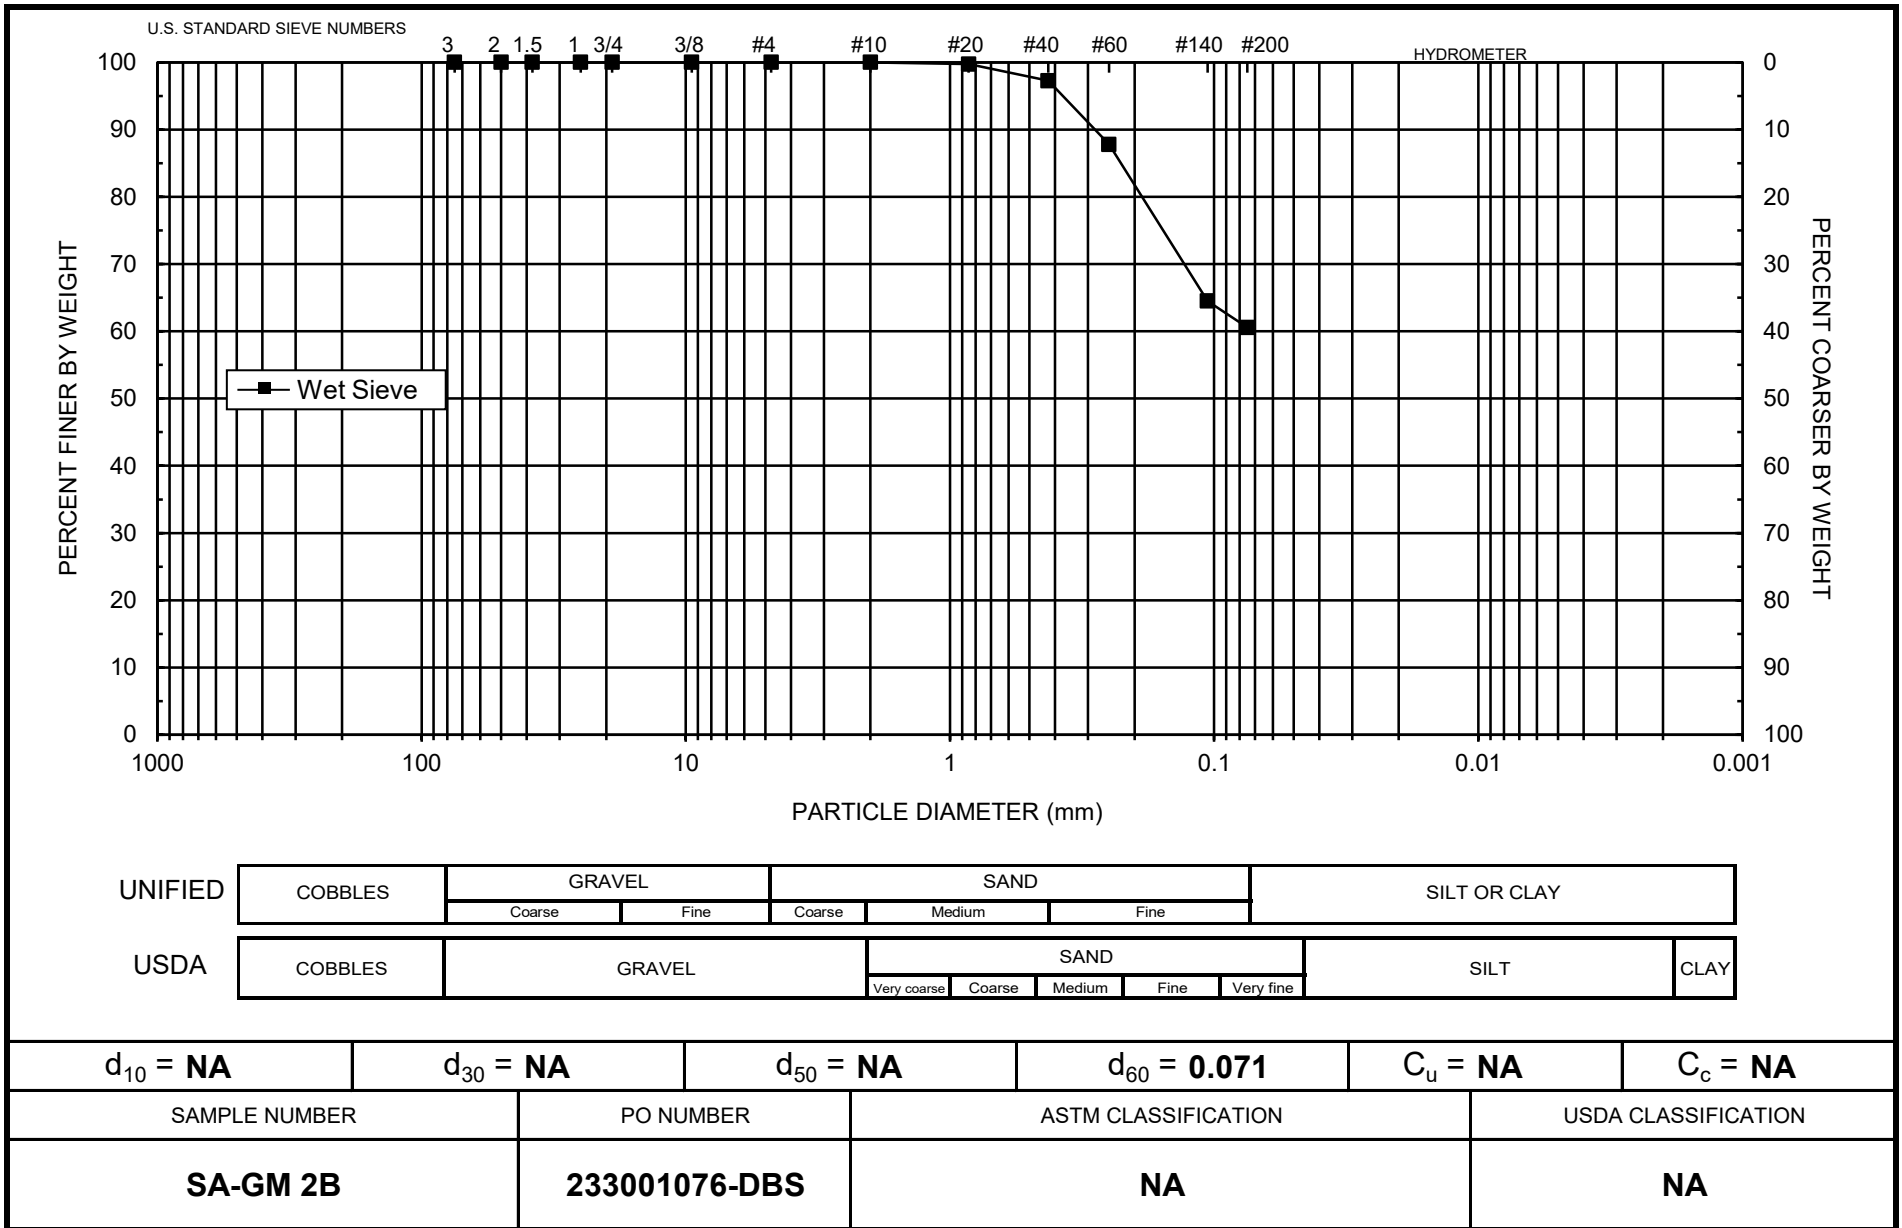 U.S. STANDARD SIEVE NUMBERS
3 2 1.5 1 3/4 3/8 #4 #10 #20 #40 #60 #140 #200
HYDROMETER
100 0
90 10
80 20
70 30
60 40
50 50
40 60
30 70
20 80
10 90
0 100
PERCENT FINER BY WEIGHT
PERCENT COARSER BY WEIGHT
Wet Sieve
1000 100 10 1 0.1 0.01 0.001
PARTICLE DIAMETER (mm)
UNIFIED COBBLES GRAVEL SAND SILT OR CLAY
Coarse Fine Coarse Medium Fine
USDA COBBLES GRAVEL SAND SILT CLAY
Very coarse Coarse Medium Fine Very fine
d10 = NA d30 = NA d50 = NA d60 = 0.071 Cu = NA Cc = NA
SAMPLE NUMBER PO NUMBER ASTM CLASSIFICATION USDA CLASSIFICATION
SA-GM 2B 233001076-DBS NA NA